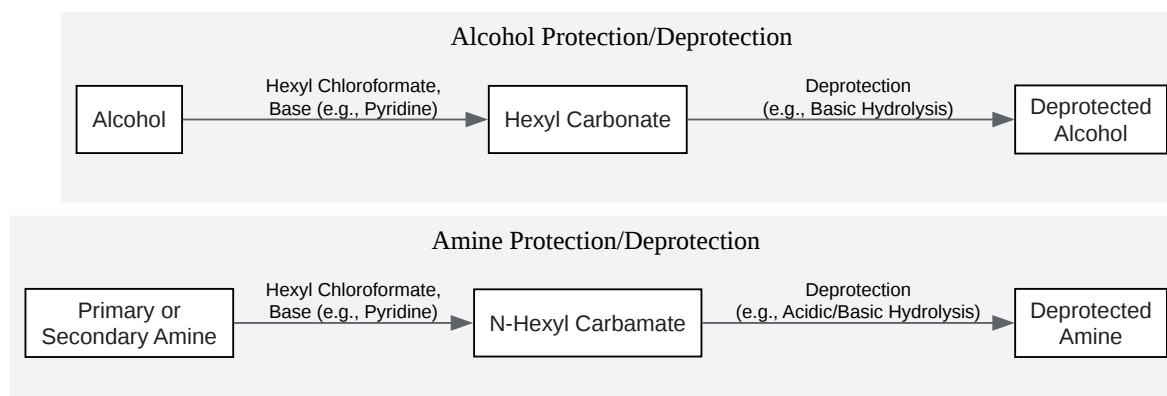 Alcohol Protection/Deprotection
Hexyl Chloroformate,
Base (e.g., Pyridine)
Deprotection
(e.g., Basic Hydrolysis)
Alcohol
Hexyl Carbonate
Deprotected
Alcohol
Amine Protection/Deprotection
Hexyl Chloroformate,
Base (e.g., Pyridine)
Deprotection
(e.g., Acidic/Basic Hydrolysis)
Primary or
Secondary Amine
N-Hexyl Carbamate
Deprotected
Amine